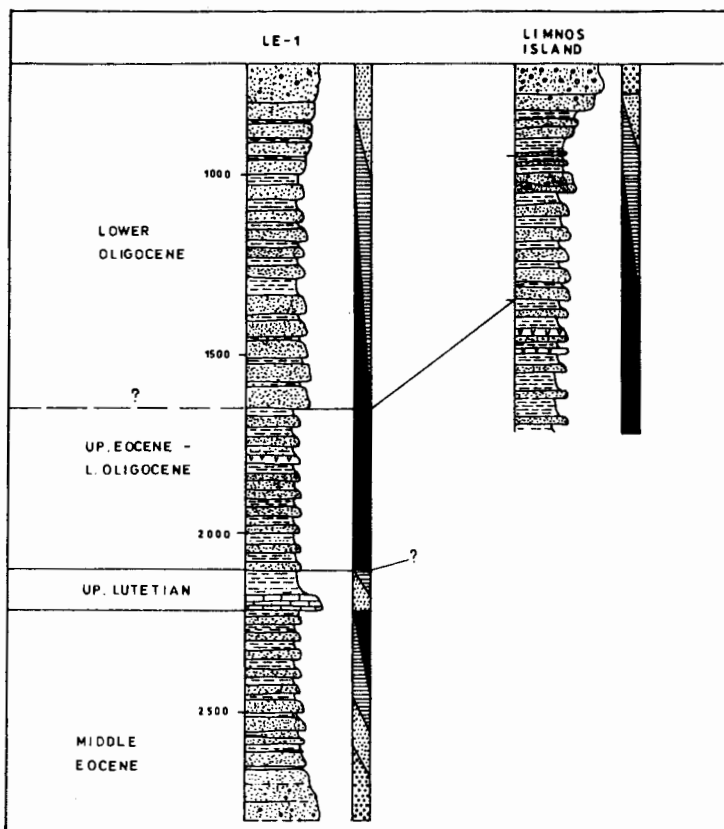 LE-1
LIMNOS
ISLAND
1000
LOWER
OLIGOCENE
1500
?
UP. EOCENE –
L. OLIGOCENE
2000
?
UP. LUTETIAN
2500
MIDDLE
EOCENE